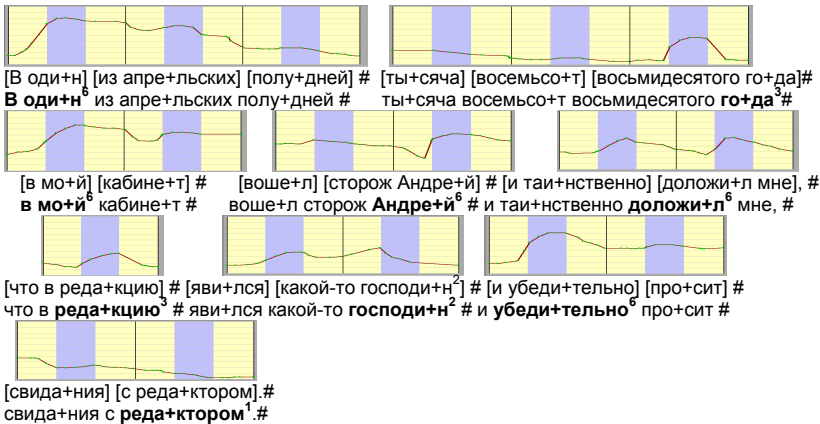 [В оди+н] [из апре+льских] [полу+дней] # [ты+сяча] [восемьсо+т] [восьмидесятого го+да]#
В оди+н⁶ из апре+льских полу+дней # ты+сяча восемьсо+т восьмидесятого го+да³#
[в мо+й] [кабине+т] # [воше+л] [сторож Андре+й] # [и таи+нственно] [доложи+л мне], #
в мо+й⁶ кабине+т # воше+л сторож Андре+й⁶ # и таи+нственно доложи+л⁶ мне, #
[что в реда+кцию] # [яви+лся] [какой-то господи+н²] # [и убеди+тельно] [про+сит] #
что в реда+кцию³ # яви+лся какой-то господи+н² # и убеди+тельно⁶ про+сит #
[свида+ния] [с реда+ктором].#
свида+ния с реда+ктором¹.#